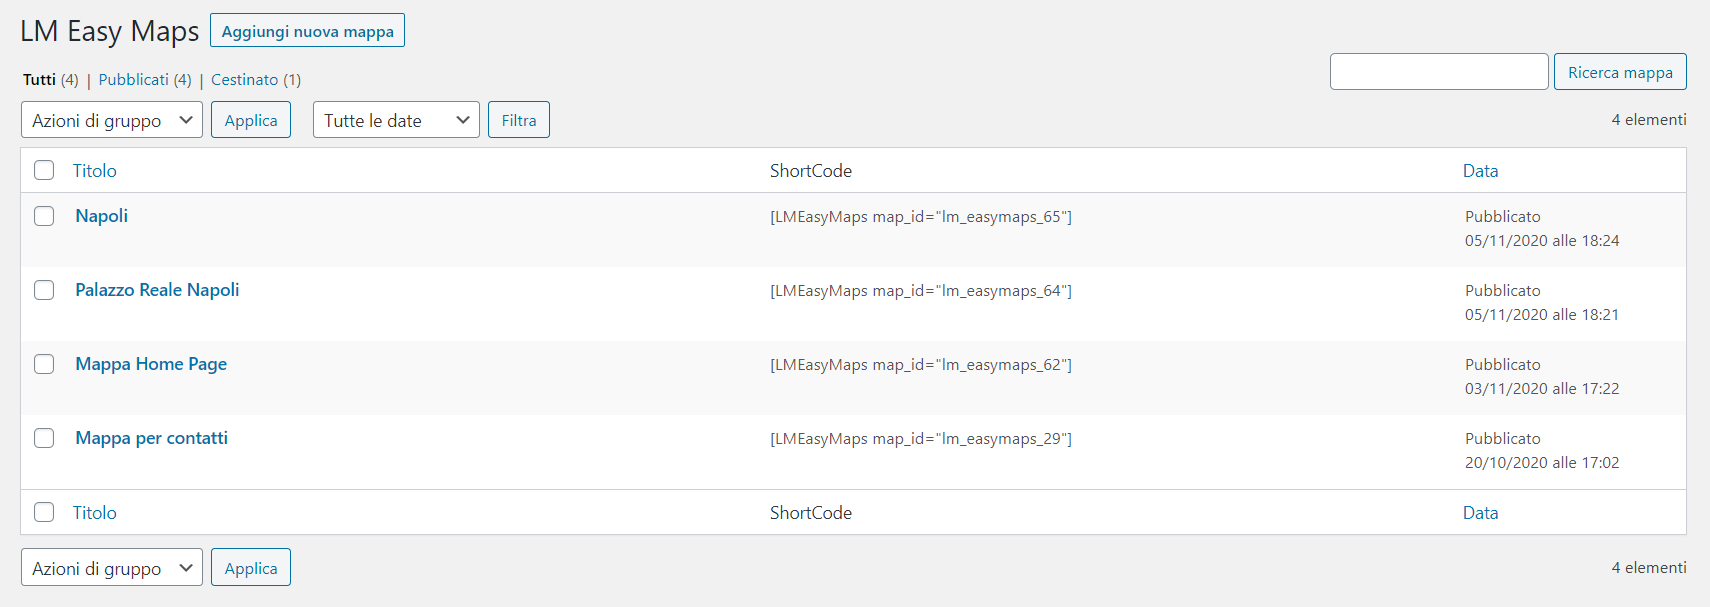 LM Easy Maps Aggiungi nuova mappa
Tutti (4) | Pubblicati (4) | Cestinato (1)
Ricerca mappa
Azioni di gruppo Applica Tutte le date Filtra 4 elementi
Titolo ShortCode Data
Napoli [LMEasyMaps map_id="lm_easymaps_65"] Pubblicato
05/11/2020 alle 18:24
Palazzo Reale Napoli [LMEasyMaps map_id="lm_easymaps_64"] Pubblicato
05/11/2020 alle 18:21
Mappa Home Page [LMEasyMaps map_id="lm_easymaps_62"] Pubblicato
03/11/2020 alle 17:22
Mappa per contatti [LMEasyMaps map_id="lm_easymaps_29"] Pubblicato
20/10/2020 alle 17:02
Titolo ShortCode Data
Azioni di gruppo Applica 4 elementi